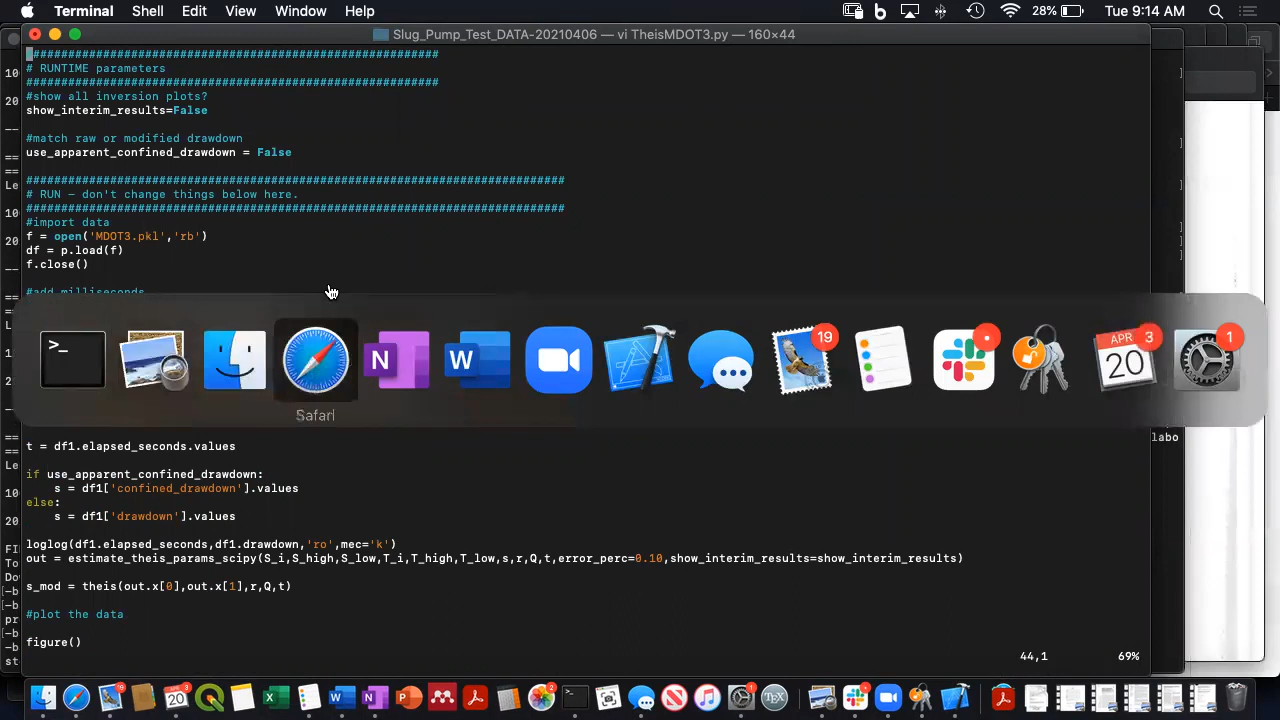 Terminal Shell Edit View Window Help 28% Tue 9:14 AM
Slug_Pump_Test_DATA-20210406 — vi TheisMDOT3.py — 160×44
##########################################################
# RUNTIME parameters
##########################################################
#show all inversion plots?
show_interim_results=False
#match raw or modified drawdown
use_apparent_confined_drawdown = False
############################################################################
# RUN — don't change things below here.
############################################################################
#import data
f = open('MDOT3.pkl','rb')
df = p.load(f)
f.close()
#add milliseconds
19
APR 3
20
1
Safari
t = df1.elapsed_seconds.values
labo
if use_apparent_confined_drawdown:
s = df1['confined_drawdown'].values
else:
s = df1['drawdown'].values
loglog(df1.elapsed_seconds,df1.drawdown,'ro',mec='k')
out = estimate_theis_params_scipy(S_i,S_high,S_low,T_i,T_high,T_low,s,r,Q,t,error_perc=0.10,show_interim_results=show_interim_results)
s_mod = theis(out.x[0],out.x[1],r,Q,t)
#plot the data
figure()
44,1 69%